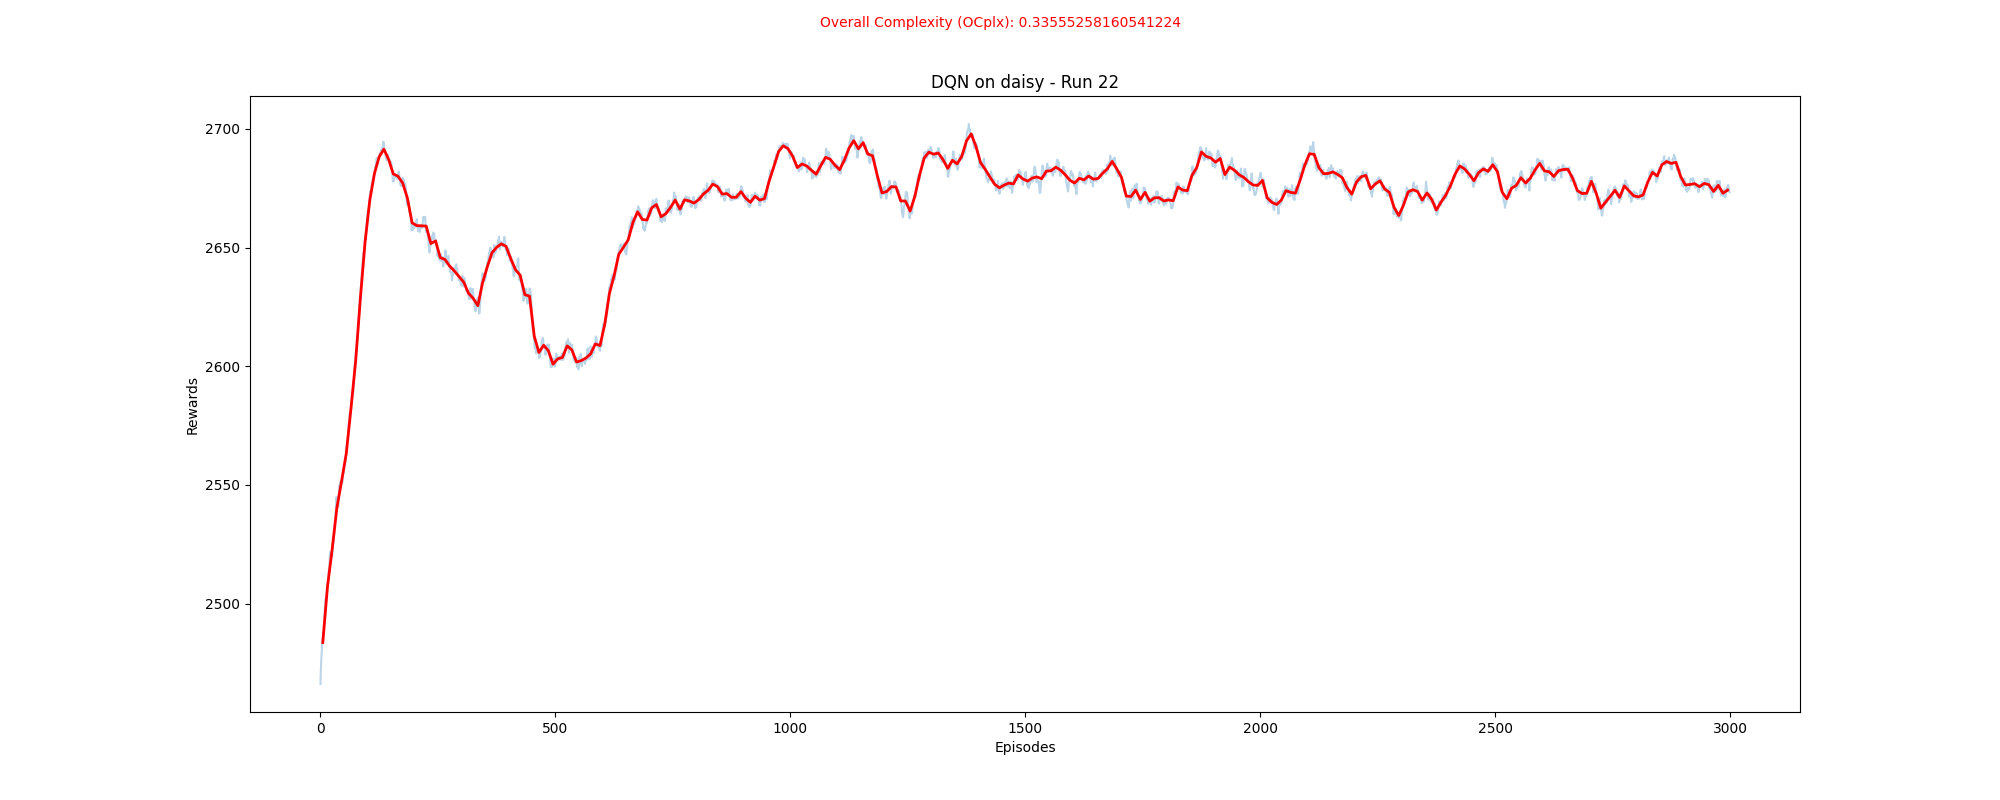 Overall Complexity (OCplx): 0.33555258160541224
DQN on daisy - Run 22
2700
2650
2600
2550
2500
Rewards
0 500 1000 1500 2000 2500 3000
Episodes